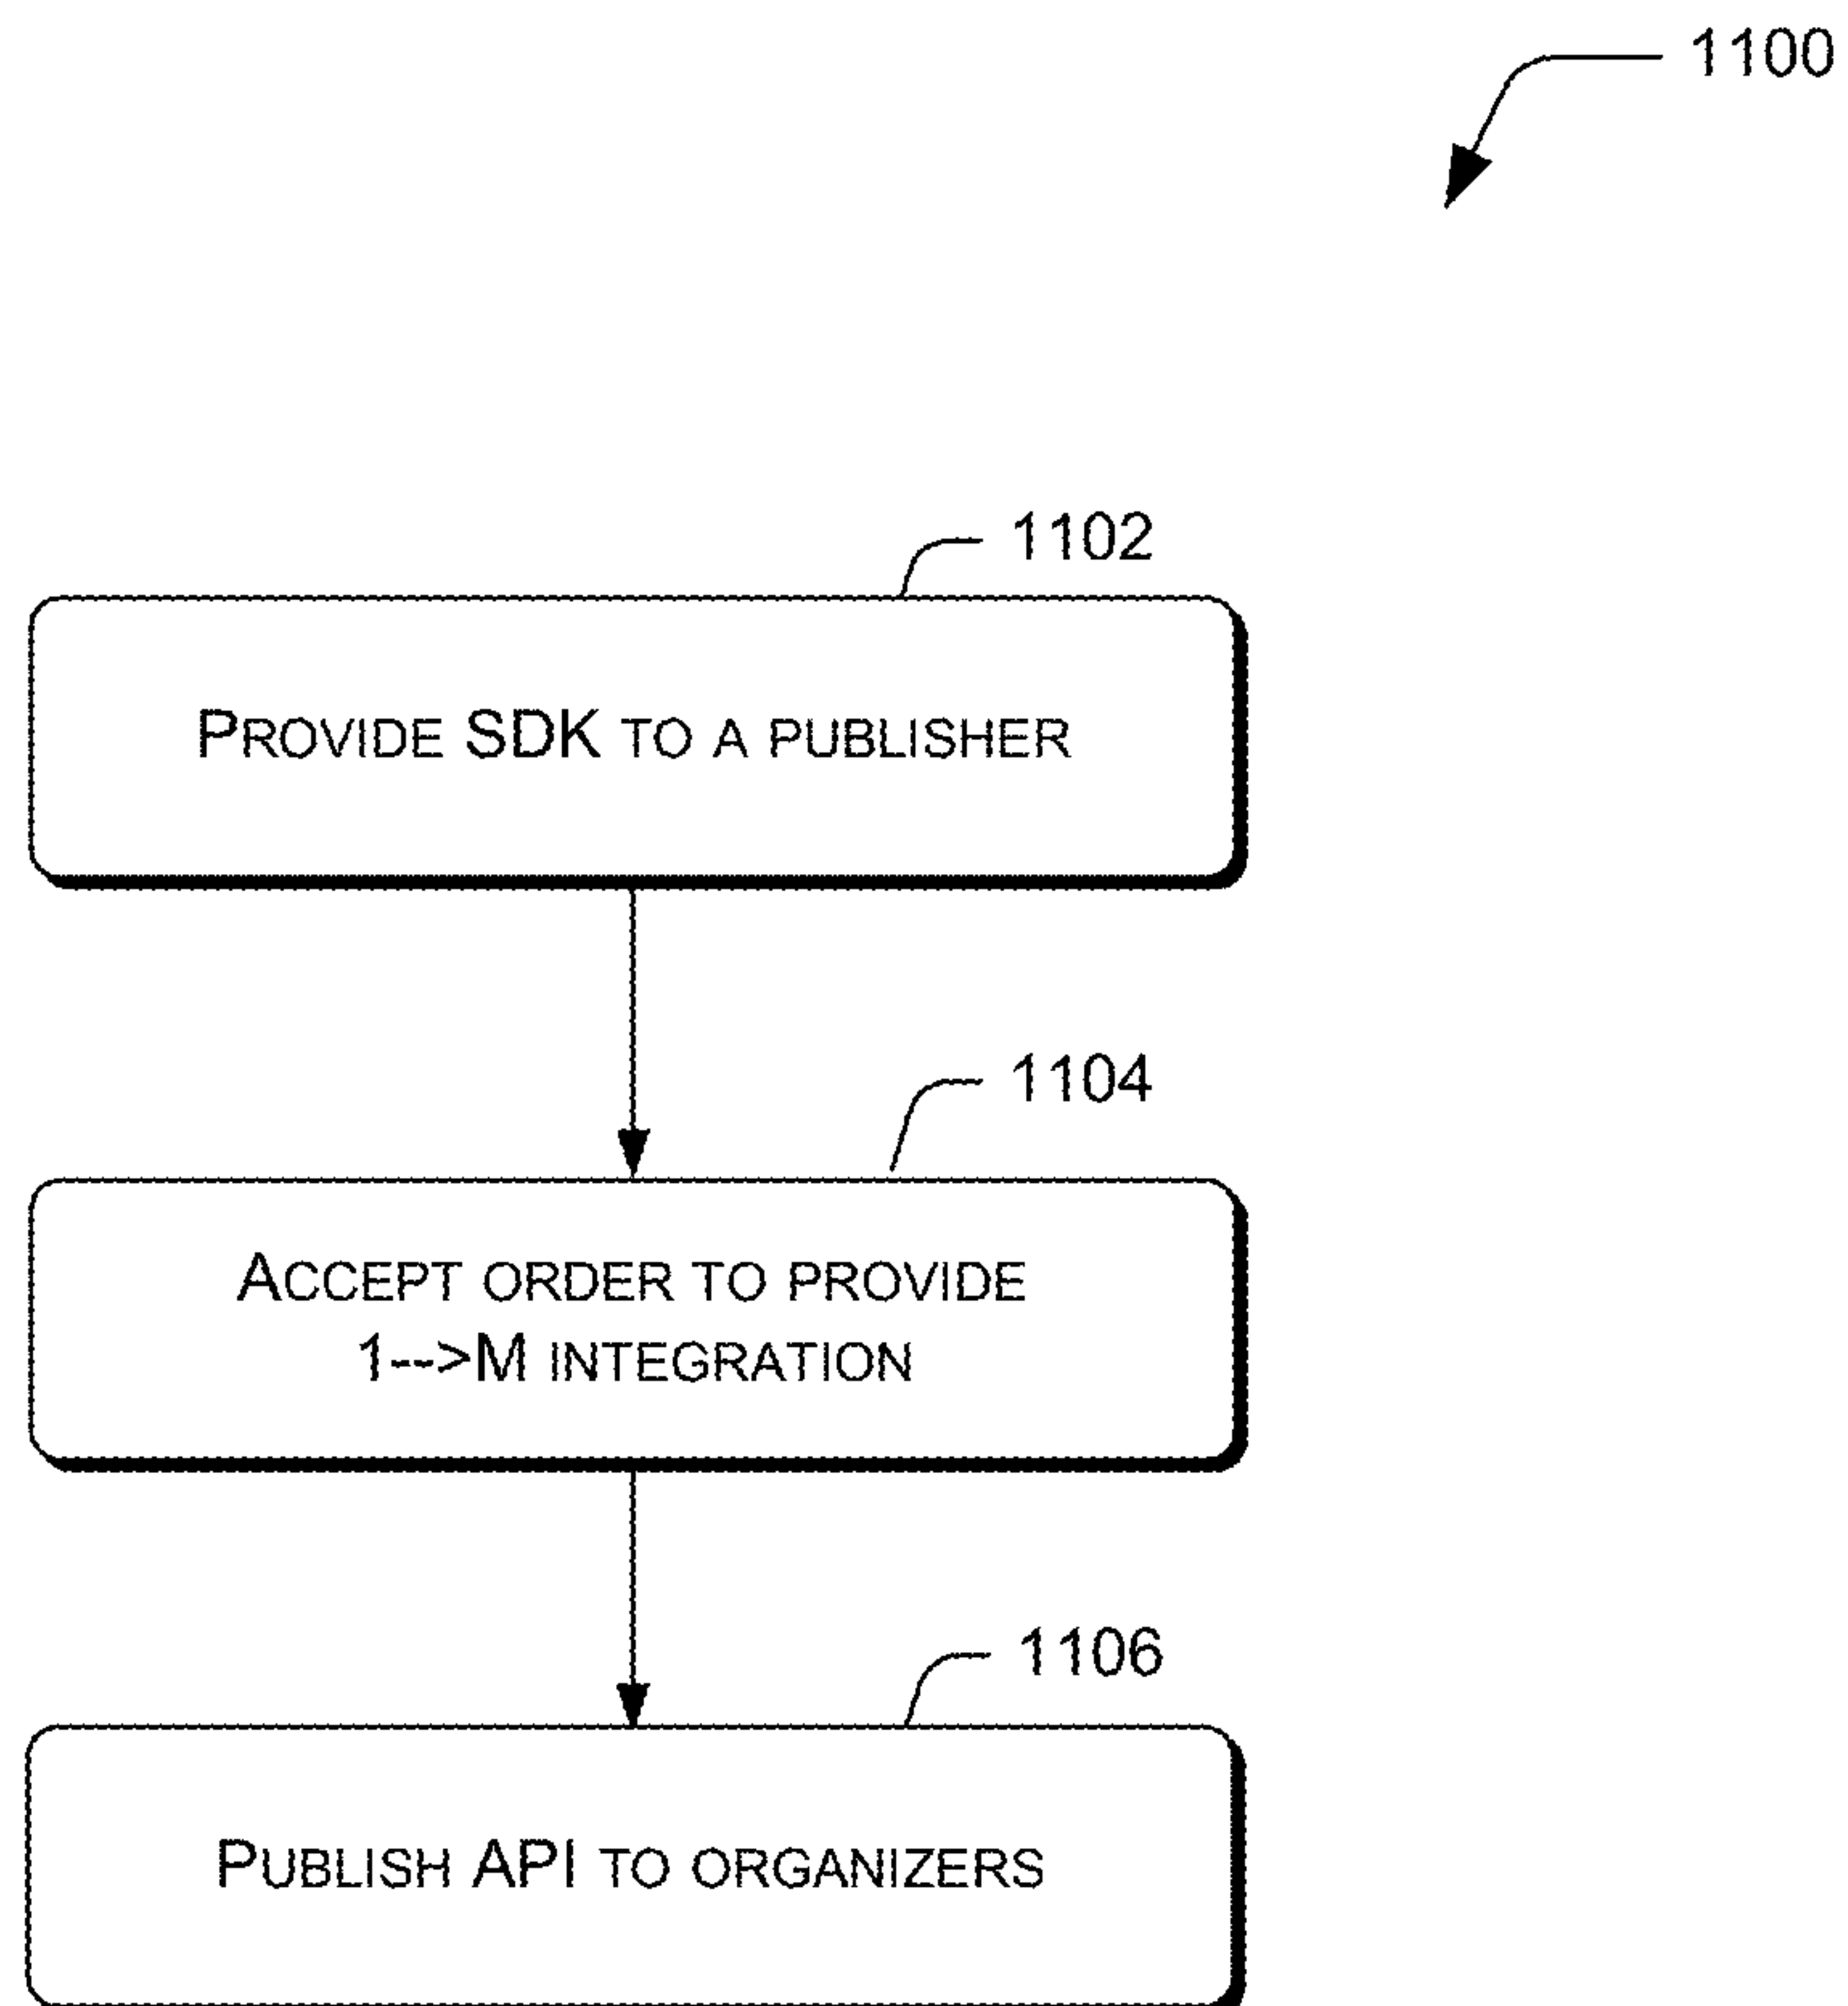 1100
1102
PROVIDE SDK TO A PUBLISHER
1104
ACCEPT ORDER TO PROVIDE
1-->M INTEGRATION
1106
PUBLISH API TO ORGANIZERS